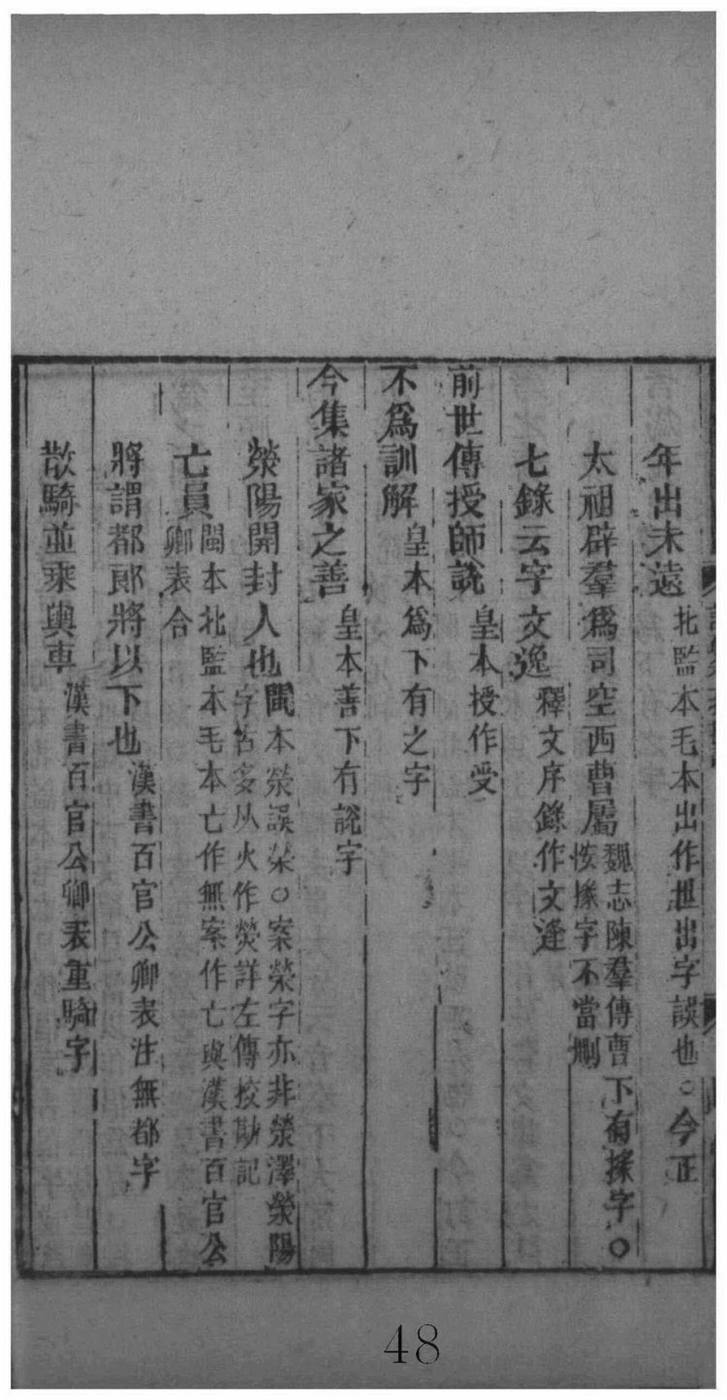 年出未遠北監本毛本出作世出字誤也○今正
太祖辟羣爲司空西曹屬魏志陳羣傳曹下有掾字○按掾字不當刪
七錄云字文逸釋文序錄作文逢
前世傳授師說皇本授作受
不爲訓解皇本爲下有之字
今集諸家之善皇本善下有說字
滎陽開封人也閩本滎誤榮○案榮字亦非滎澤滎陽字古多从火作熒詳左傳挍勘記
亡員閩本北監本毛本亡作無案作亡與漢書百官公卿表合
將謂都郎將以下也漢書百官公卿表注無都字
散騎並乘輿車漢書百官公卿表重騎字
48